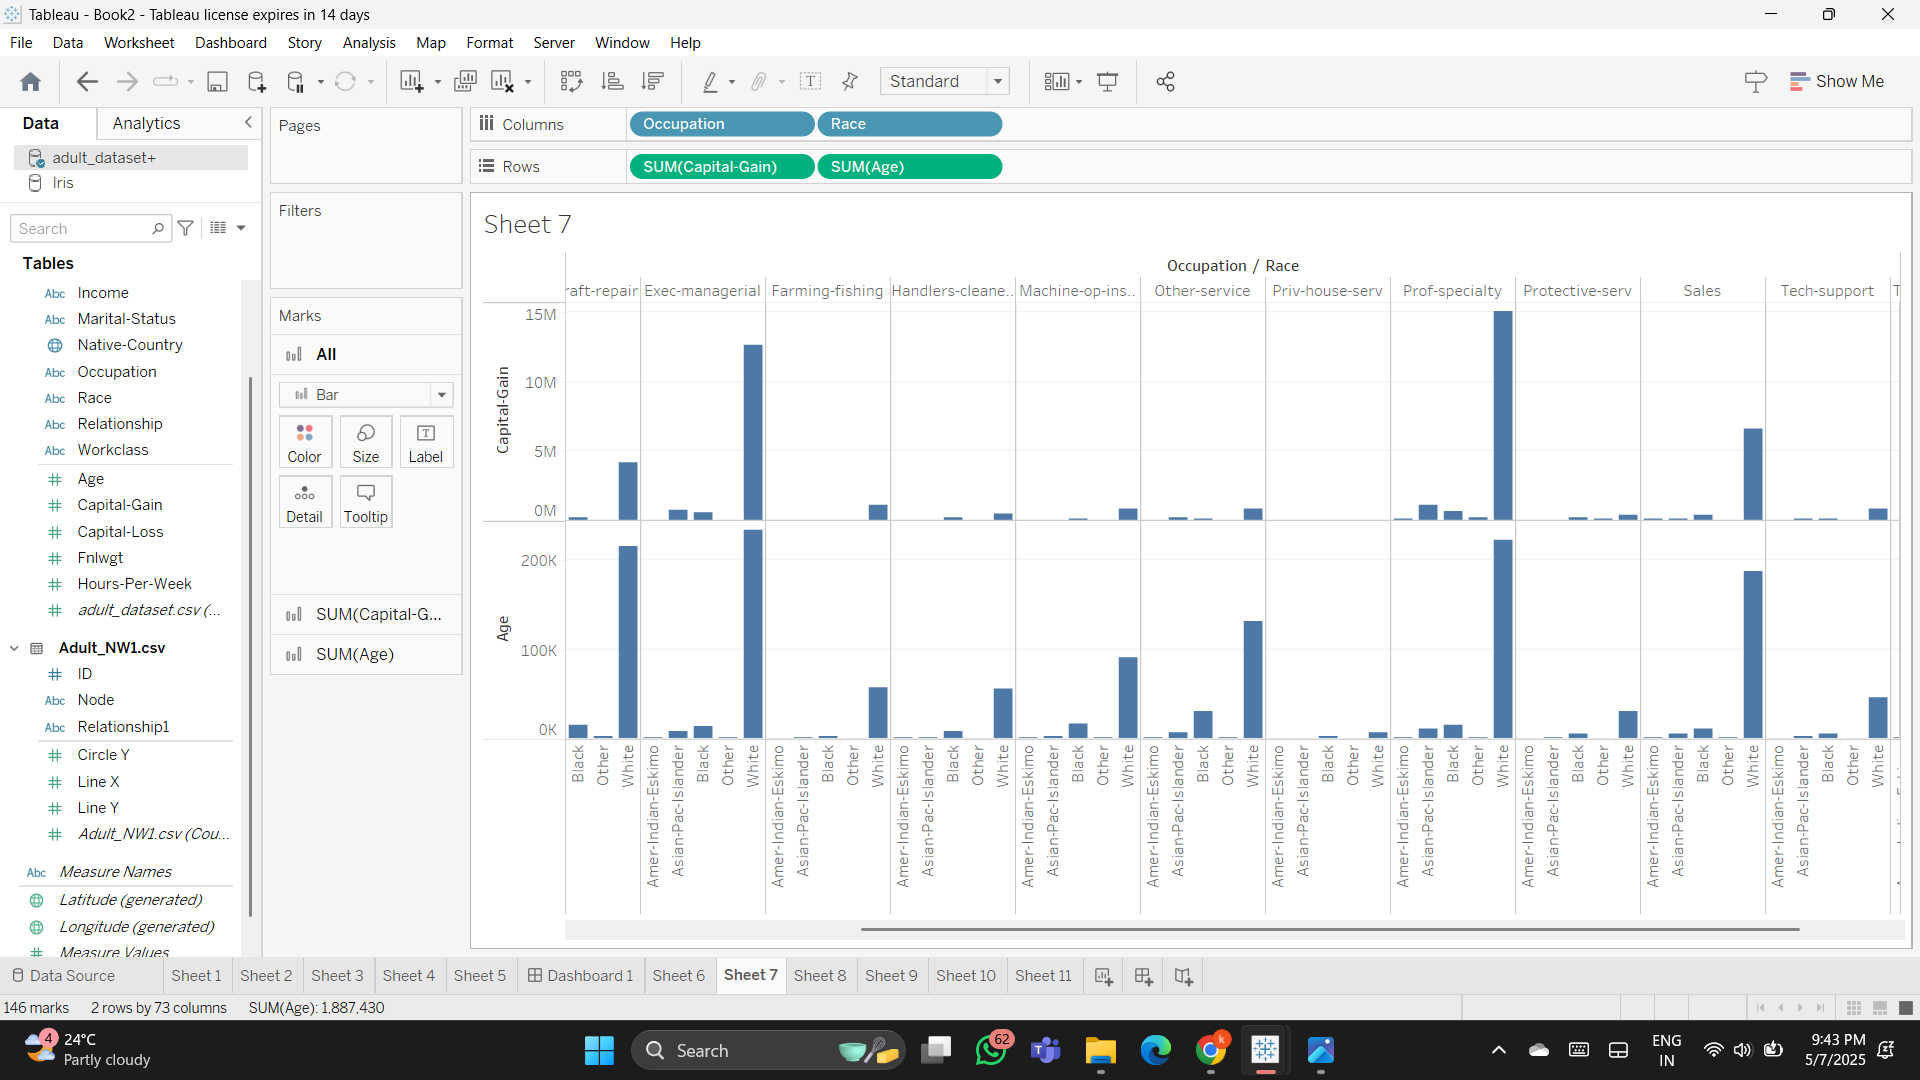 Tableau - Book2 - Tableau license expires in 14 days
File Data Worksheet Dashboard Story Analysis Map Format Server Window Help
Standard
Show Me
Data Analytics
adult_dataset+
Iris
Search
Tables
Abc Income
Abc Marital-Status
Native-Country
Abc Occupation
Abc Race
Abc Relationship
Abc Workclass
Age
Capital-Gain
Capital-Loss
Fnlwgt
Hours-Per-Week
adult_dataset.csv (...
Adult_NW1.csv
ID
Abc Node
Abc Relationship1
Circle Y
Line X
Line Y
Adult_NW1.csv (Cou...
Abc Measure Names
Latitude (generated)
Longitude (generated)
Measure Values
Pages
Filters
Marks
All
Bar
Color Size Label
Detail Tooltip
SUM(Capital-G...
SUM(Age)
Columns Occupation Race
Rows SUM(Capital-Gain) SUM(Age)
Sheet 7
Occupation / Race
raft-repair Exec-managerial Farming-fishing Handlers-cleane.. Machine-op-ins.. Other-service Priv-house-serv Prof-specialty Protective-serv Sales Tech-support T
Capital-Gain
15M
10M
5M
0M
Age
200K
100K
0K
Black Other White
Amer-Indian-Eskimo Asian-Pac-Islander Black Other White
Amer-Indian-Eskimo Asian-Pac-Islander Black Other White
Amer-Indian-Eskimo Asian-Pac-Islander Black Other White
Amer-Indian-Eskimo Asian-Pac-Islander Black Other White
Amer-Indian-Eskimo Asian-Pac-Islander Black Other White
Amer-Indian-Eskimo Asian-Pac-Islander Black Other White
Amer-Indian-Eskimo Asian-Pac-Islander Black Other White
Amer-Indian-Eskimo Asian-Pac-Islander Black Other White
Amer-Indian-Eskimo Asian-Pac-Islander Black Other White
Amer-Indian-Eskimo Asian-Pac-Islander Black Other White
Data Source Sheet 1 Sheet 2 Sheet 3 Sheet 4 Sheet 5 Dashboard 1 Sheet 6 Sheet 7 Sheet 8 Sheet 9 Sheet 10 Sheet 11
146 marks 2 rows by 73 columns SUM(Age): 1,887,430
4
24°C
Partly cloudy
Search
62
k
ENG
IN
9:43 PM
5/7/2025